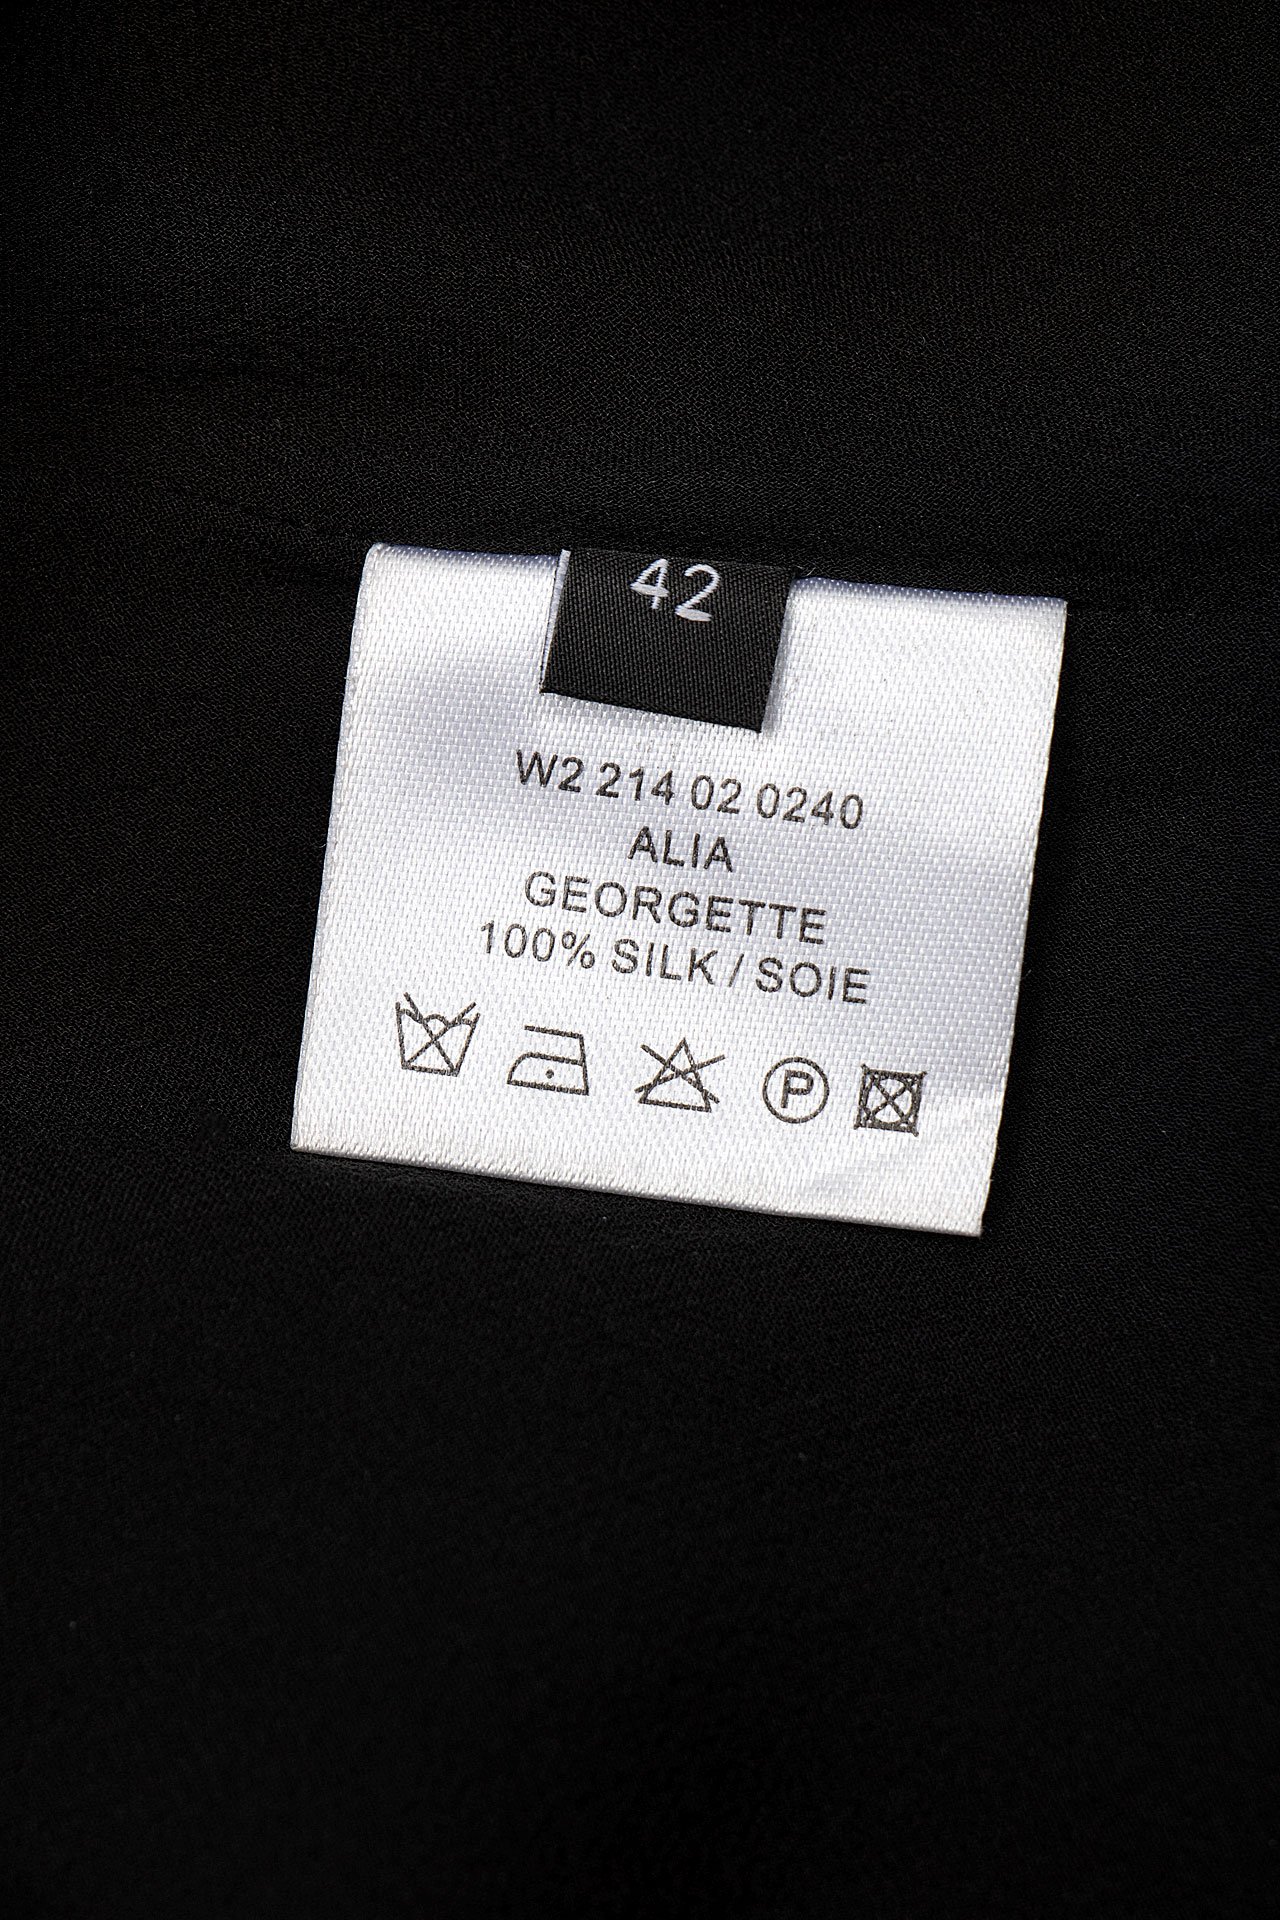 42
W2 214 02 0240
ALIA
GEORGETTE
100% SILK / SOIE
P